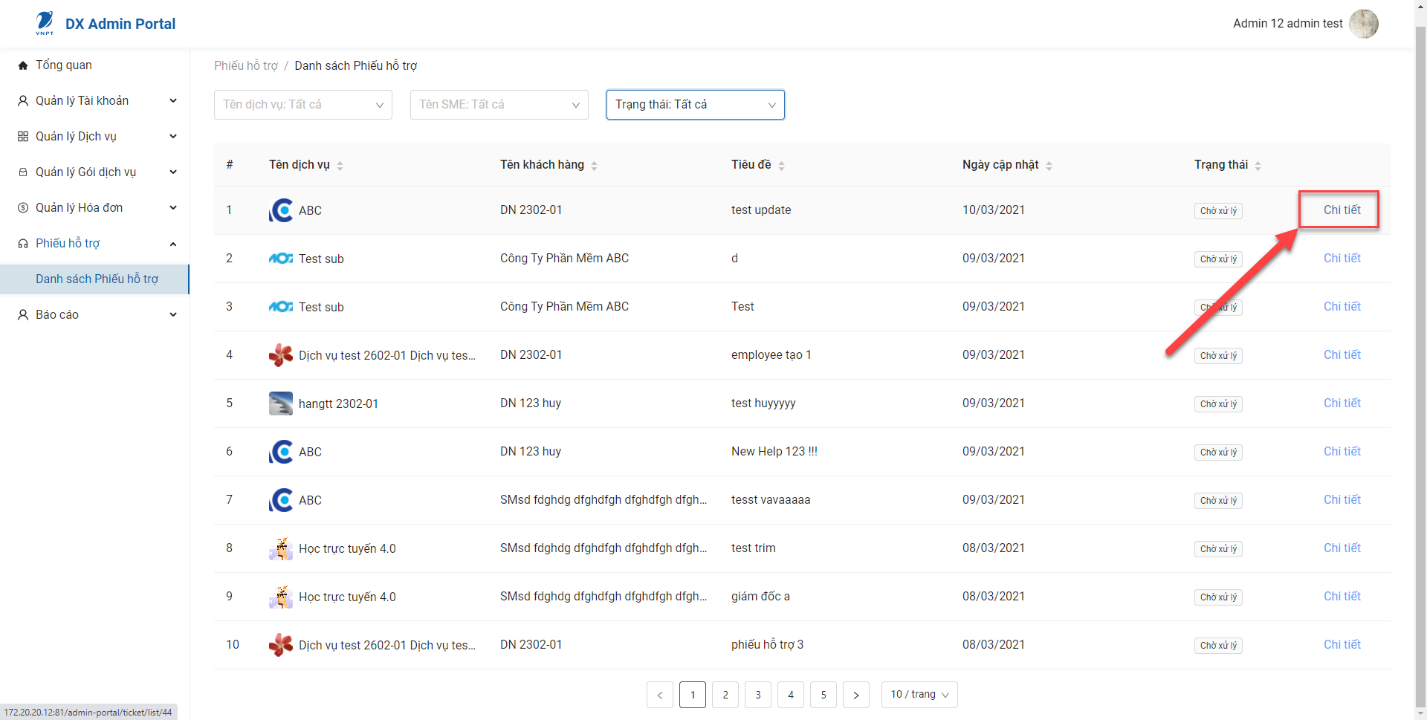 VNPT
DX Admin Portal
Admin 12 admin test
Tổng quan
Quản lý Tài khoản
Quản lý Dịch vụ
Quản lý Gói dịch vụ
Quản lý Hóa đơn
Phiếu hỗ trợ
Danh sách Phiếu hỗ trợ
Báo cáo
Phiếu hỗ trợ / Danh sách Phiếu hỗ trợ
Tên dịch vụ: Tất cả Tên SME: Tất cả Trạng thái: Tất cả
# Tên dịch vụ Tên khách hàng Tiêu đề Ngày cập nhật Trạng thái
1 ABC DN 2302-01 test update 10/03/2021 Chờ xử lý Chi tiết
2 Test sub Công Ty Phần Mềm ABC d 09/03/2021 Chờ xử lý Chi tiết
3 Test sub Công Ty Phần Mềm ABC Test 09/03/2021 Chờ xử lý Chi tiết
4 Dịch vụ test 2602-01 Dịch vụ tes... DN 2302-01 employee tạo 1 09/03/2021 Chờ xử lý Chi tiết
5 hangtt 2302-01 DN 123 huy test huyyyyy 09/03/2021 Chờ xử lý Chi tiết
6 ABC DN 123 huy New Help 123 !!! 09/03/2021 Chờ xử lý Chi tiết
7 ABC SMsd fdghdg dfghdfgh dfghdfgh dfgh... tesst vavaaaaa 09/03/2021 Chờ xử lý Chi tiết
8 Học trực tuyến 4.0 SMsd fdghdg dfghdfgh dfghdfgh dfgh... test trim 08/03/2021 Chờ xử lý Chi tiết
9 Học trực tuyến 4.0 SMsd fdghdg dfghdfgh dfghdfgh dfgh... giám đốc a 08/03/2021 Chờ xử lý Chi tiết
10 Dịch vụ test 2602-01 Dịch vụ tes... DN 2302-01 phiếu hỗ trợ 3 08/03/2021 Chờ xử lý Chi tiết
< 1 2 3 4 5 > 10 / trang
172.20.20.12:81/admin-portal/ticket/list/44